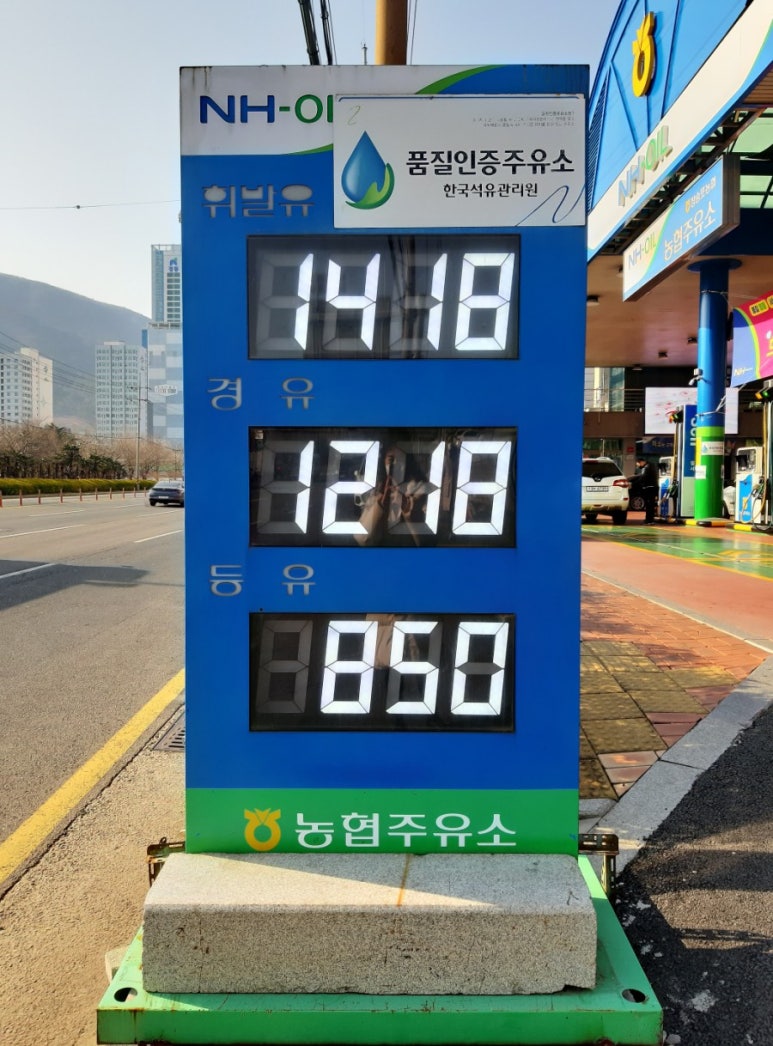 NH-OI
품질인증주유소
한국석유관리원
휘발유
1418
경유
1218
등유
850
농협주유소
NH-OIL
NH-OIL
농협주유소